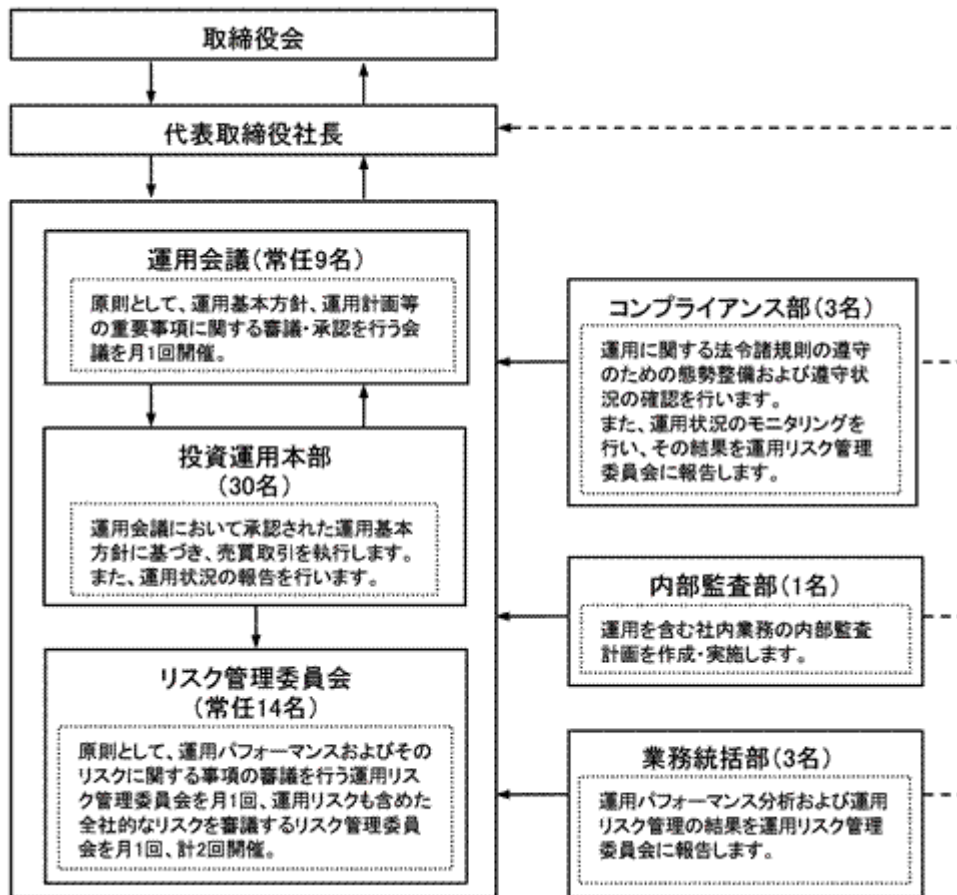 取締役会
代表取締役社長
運用会議(常任9名)
原則として、運用基本方針、運用計画等
の重要事項に関する審議・承認を行う会
議を月1回開催。
投資運用本部
(30名)
運用会議において承認された運用基本
方針に基づき、売買取引を執行します。
また、運用状況の報告を行います。
リスク管理委員会
(常任14名)
原則として、運用パフォーマンスおよびその
リスクに関する事項の審議を行う運用リス
ク管理委員会を月1回、運用リスクも含めた
全社的なリスクを審議するリスク管理委員
会を月1回、計2回開催。
コンプライアンス部(3名)
運用に関する法令諸規則の遵守
のための態勢整備および遵守状
況の確認を行います。
また、運用状況のモニタリングを
行い、その結果を運用リスク管理
委員会に報告します。
内部監査部(1名)
運用を含む社内業務の内部監査
計画を作成・実施します。
業務統括部(3名)
運用パフォーマンス分析および運用
リスク管理の結果を運用リスク管理
委員会に報告します。